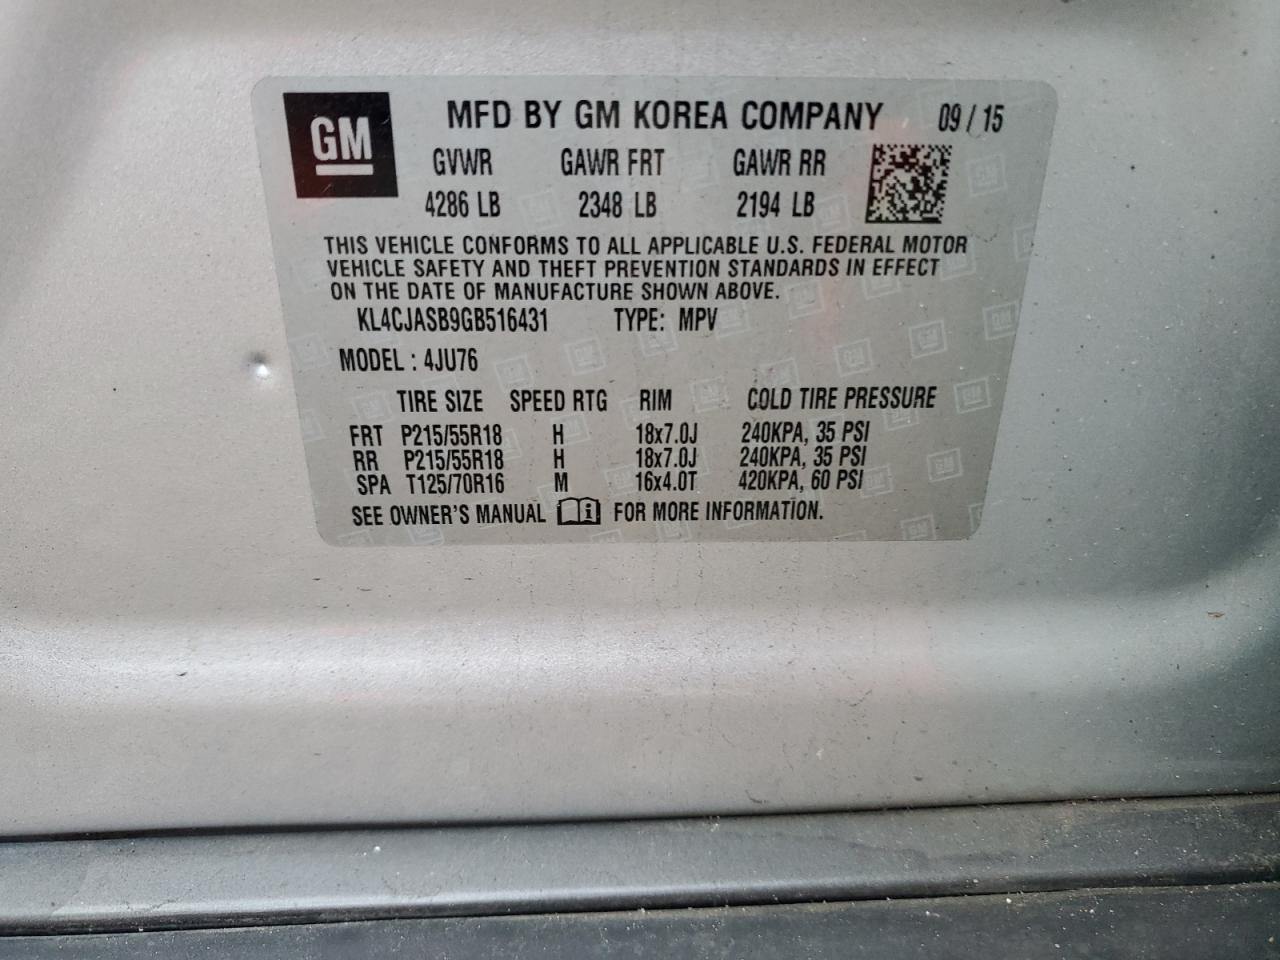 GM
MFD BY GM KOREA COMPANY 09 / 15
GVWR GAWR FRT GAWR RR
4286 LB 2348 LB 2194 LB
THIS VEHICLE CONFORMS TO ALL APPLICABLE U.S. FEDERAL MOTOR
VEHICLE SAFETY AND THEFT PREVENTION STANDARDS IN EFFECT
ON THE DATE OF MANUFACTURE SHOWN ABOVE.
KL4CJASB9GB516431 TYPE: MPV
MODEL : 4JU76
TIRE SIZE SPEED RTG RIM COLD TIRE PRESSURE
FRT P215/55R18 H 18x7.0J 240KPA, 35 PSI
RR P215/55R18 H 18x7.0J 240KPA, 35 PSI
SPA T125/70R16 M 16x4.0T 420KPA, 60 PSI
SEE OWNER'S MANUAL i FOR MORE INFORMATION.